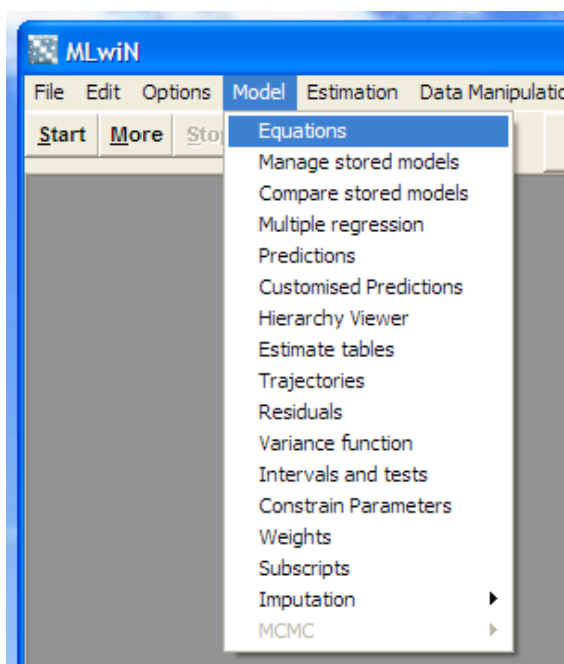 MLwiN
File Edit Options Model Estimation Data Manipulatio
Start More Sto
Equations
Manage stored models
Compare stored models
Multiple regression
Predictions
Customised Predictions
Hierarchy Viewer
Estimate tables
Trajectories
Residuals
Variance function
Intervals and tests
Constrain Parameters
Weights
Subscripts
Imputation
MCMC